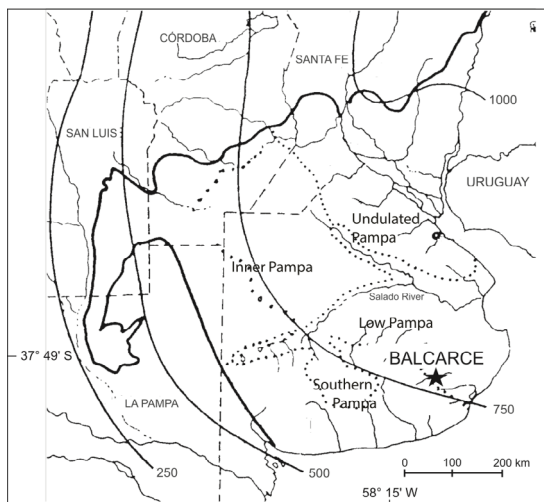 CÓRDOBA
SANTA FE
1000
SAN LUIS
URUGUAY
Undulated
Pampa
Inner Pampa
Salado River
Low Pampa
37° 49' S
BALCARCE
Southern
Pampa
LA PAMPA
750
250
500
0 100 200 km
58° 15' W